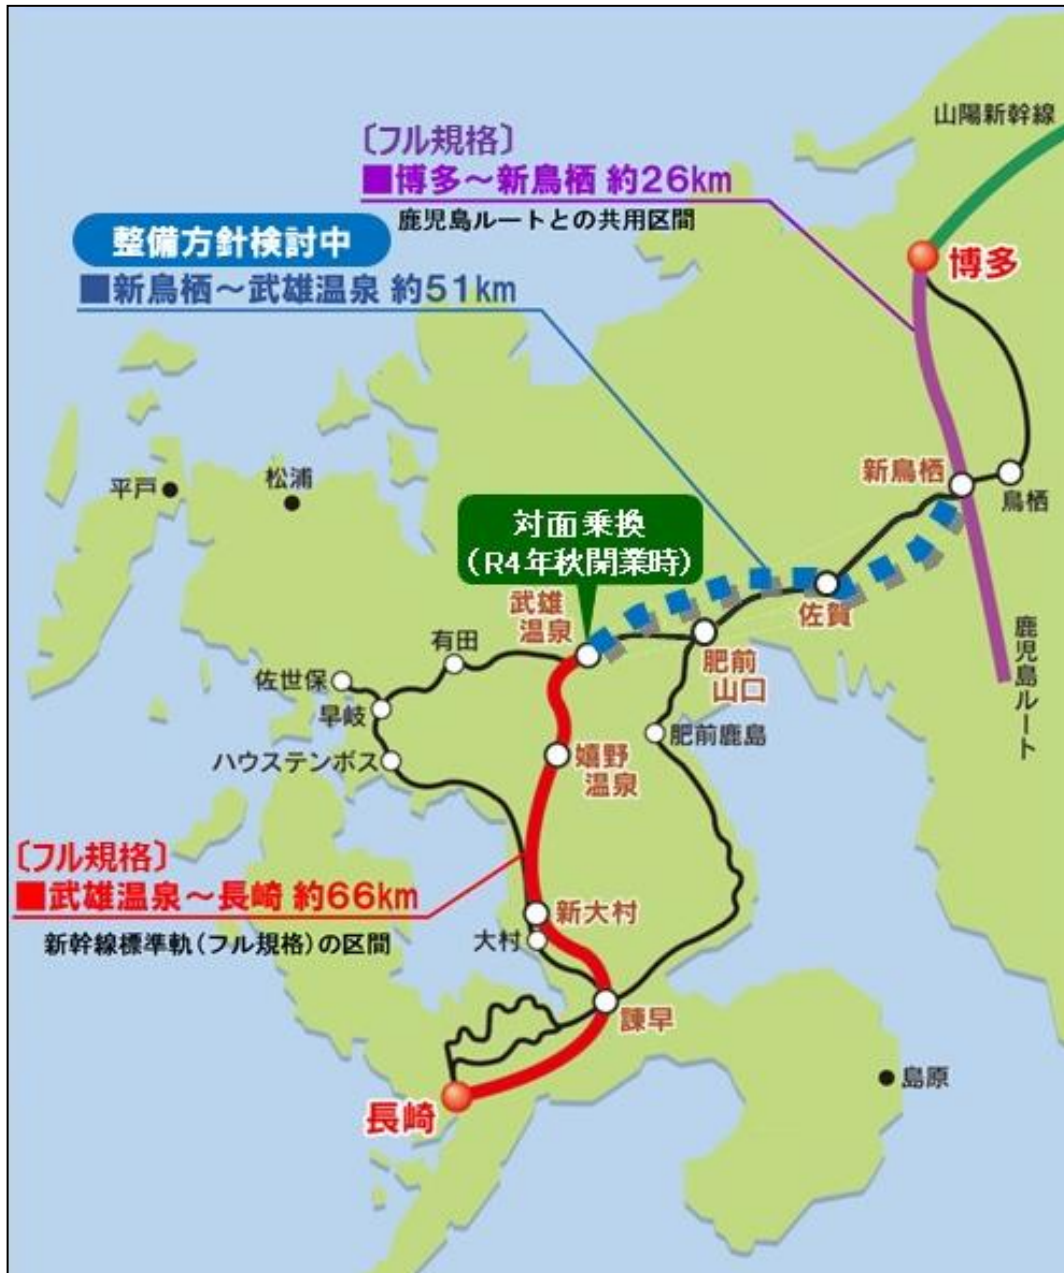 山陽新幹線
〔フル規格〕
■博多～新鳥栖 約26km
鹿児島ルートとの共用区間
整備方針検討中
■新鳥栖～武雄温泉 約51km
博多
新鳥栖
鳥栖
平戸
松浦
対面乗換
（R4年秋開業時）
武雄
温泉
佐賀
有田
肥前
山口
鹿児島ルート
佐世保
早岐
肥前鹿島
ハウステンボス
嬉野
温泉
〔フル規格〕
■武雄温泉～長崎 約66km
新幹線標準軌（フル規格）の区間
新大村
大村
諫早
島原
長崎